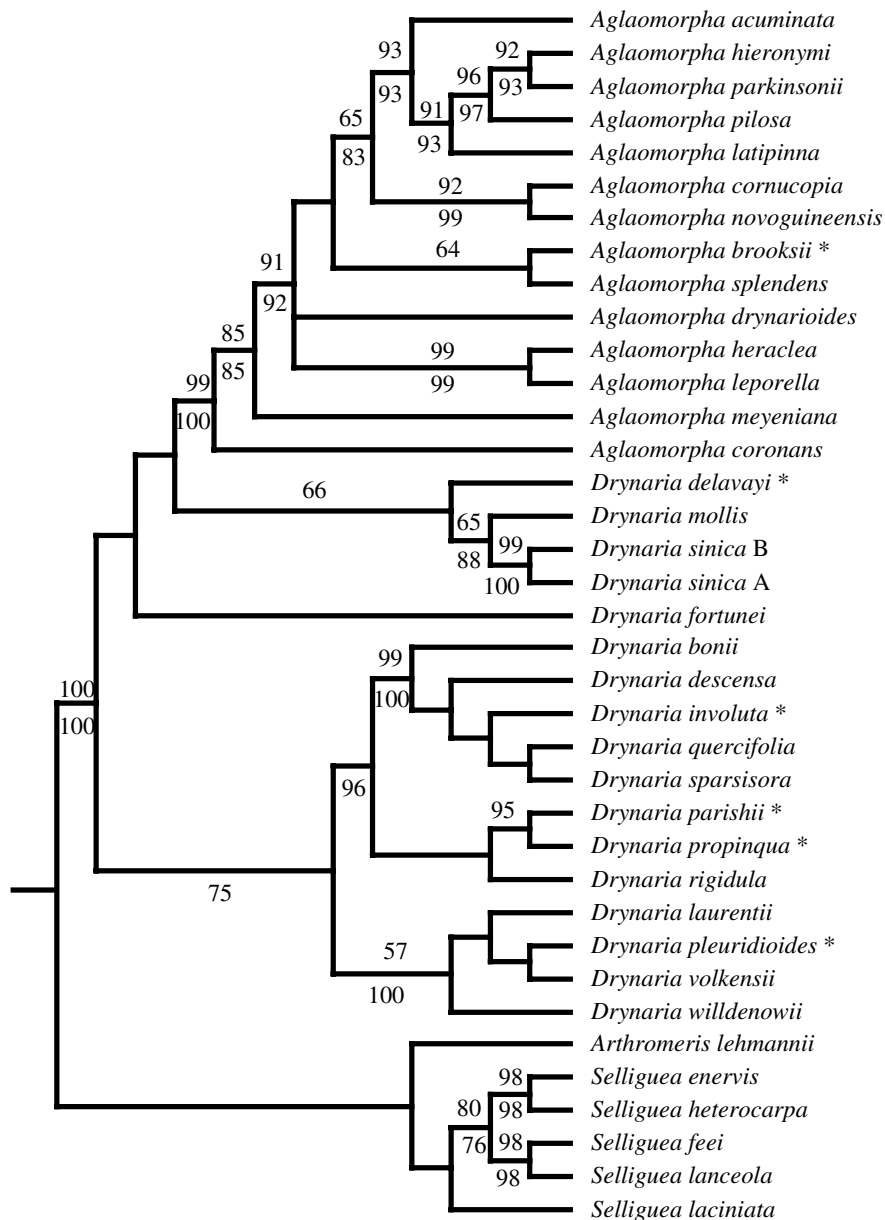 Aglaomorpha acuminata
93
92
Aglaomorpha hieronymi
96
93
93
Aglaomorpha parkinsonii
91
97
Aglaomorpha pilosa
65
93
Aglaomorpha latipinna
83
92
Aglaomorpha cornucopia
99
Aglaomorpha novoguineensis
64
Aglaomorpha brooksii *
91
Aglaomorpha splendens
92
Aglaomorpha drynarioides
85
99
Aglaomorpha heraclea
85
99
Aglaomorpha leporella
99
100
Aglaomorpha meyeniana
Aglaomorpha coronans
66
Drynaria delavayi *
65
Drynaria mollis
99
Drynaria sinica B
88
100
Drynaria sinica A
Drynaria fortunei
99
Drynaria bonii
100
100
Drynaria descensa
100
Drynaria involuta *
Drynaria quercifolia
96
Drynaria sparsisora
95
Drynaria parishii *
Drynaria propinqua *
75
Drynaria rigidula
Drynaria laurentii
57
Drynaria pleuridioides *
100
Drynaria volkensii
Drynaria willdenowii
Arthromeris lehmannii
98
Selliguea enervis
80
98
Selliguea heterocarpa
76
98
Selliguea feei
98
Selliguea lanceola
Selliguea laciniata